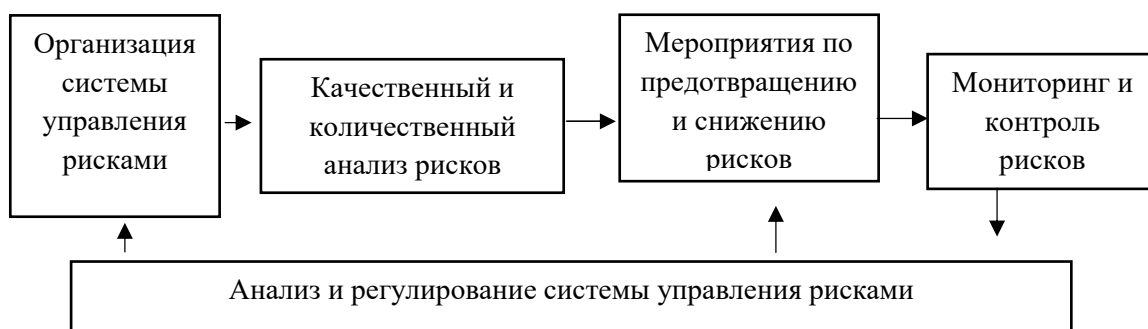 Организация
системы
управления
рисками
Качественный и
количественный
анализ рисков
Мероприятия по
предотвращению
и снижению
рисков
Мониторинг и
контроль
рисков
Анализ и регулирование системы управления рисками